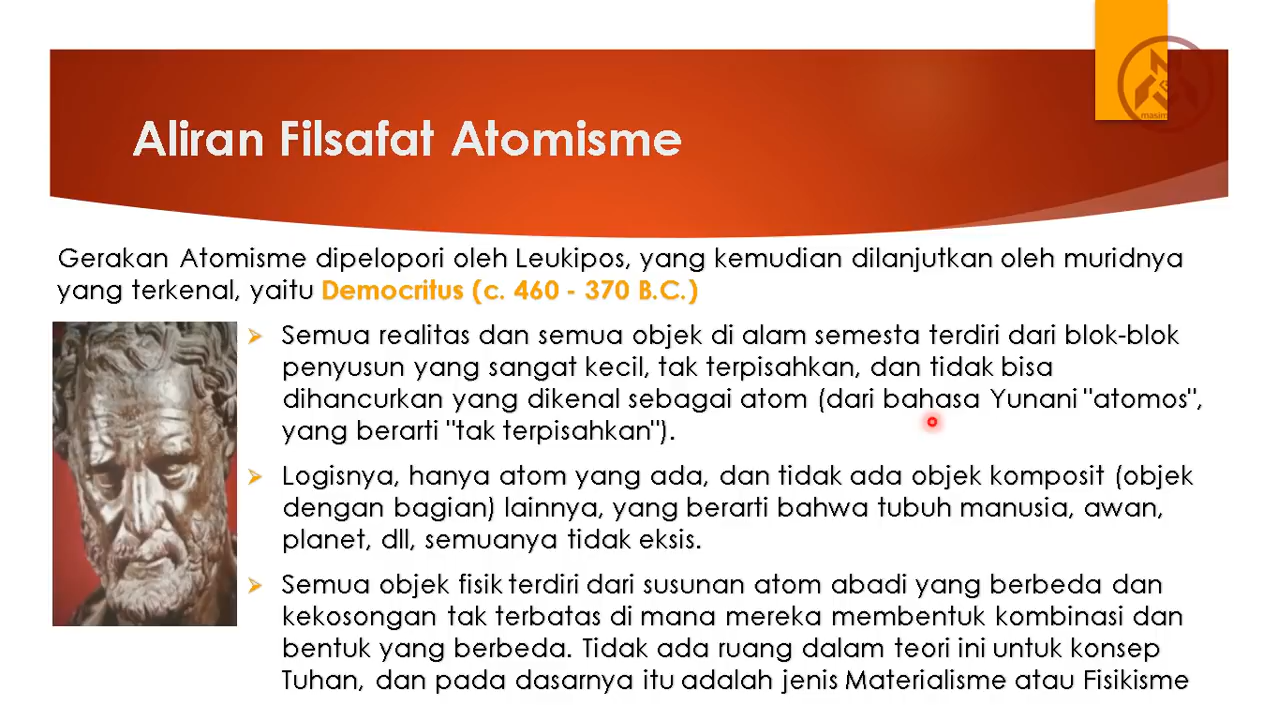 masim
Aliran Filsafat Atomisme
Gerakan Atomisme dipelopori oleh Leukipos, yang kemudian dilanjutkan oleh muridnya
yang terkenal, yaitu Democritus (c. 460 - 370 B.C.)
Semua realitas dan semua objek di alam semesta terdiri dari blok-blok
penyusun yang sangat kecil, tak terpisahkan, dan tidak bisa
dihancurkan yang dikenal sebagai atom (dari bahasa Yunani "atomos",
yang berarti "tak terpisahkan").
Logisnya, hanya atom yang ada, dan tidak ada objek komposit (objek
dengan bagian) lainnya, yang berarti bahwa tubuh manusia, awan,
planet, dll, semuanya tidak eksis.
Semua objek fisik terdiri dari susunan atom abadi yang berbeda dan
kekosongan tak terbatas di mana mereka membentuk kombinasi dan
bentuk yang berbeda. Tidak ada ruang dalam teori ini untuk konsep
Tuhan, dan pada dasarnya itu adalah jenis Materialisme atau Fisikisme